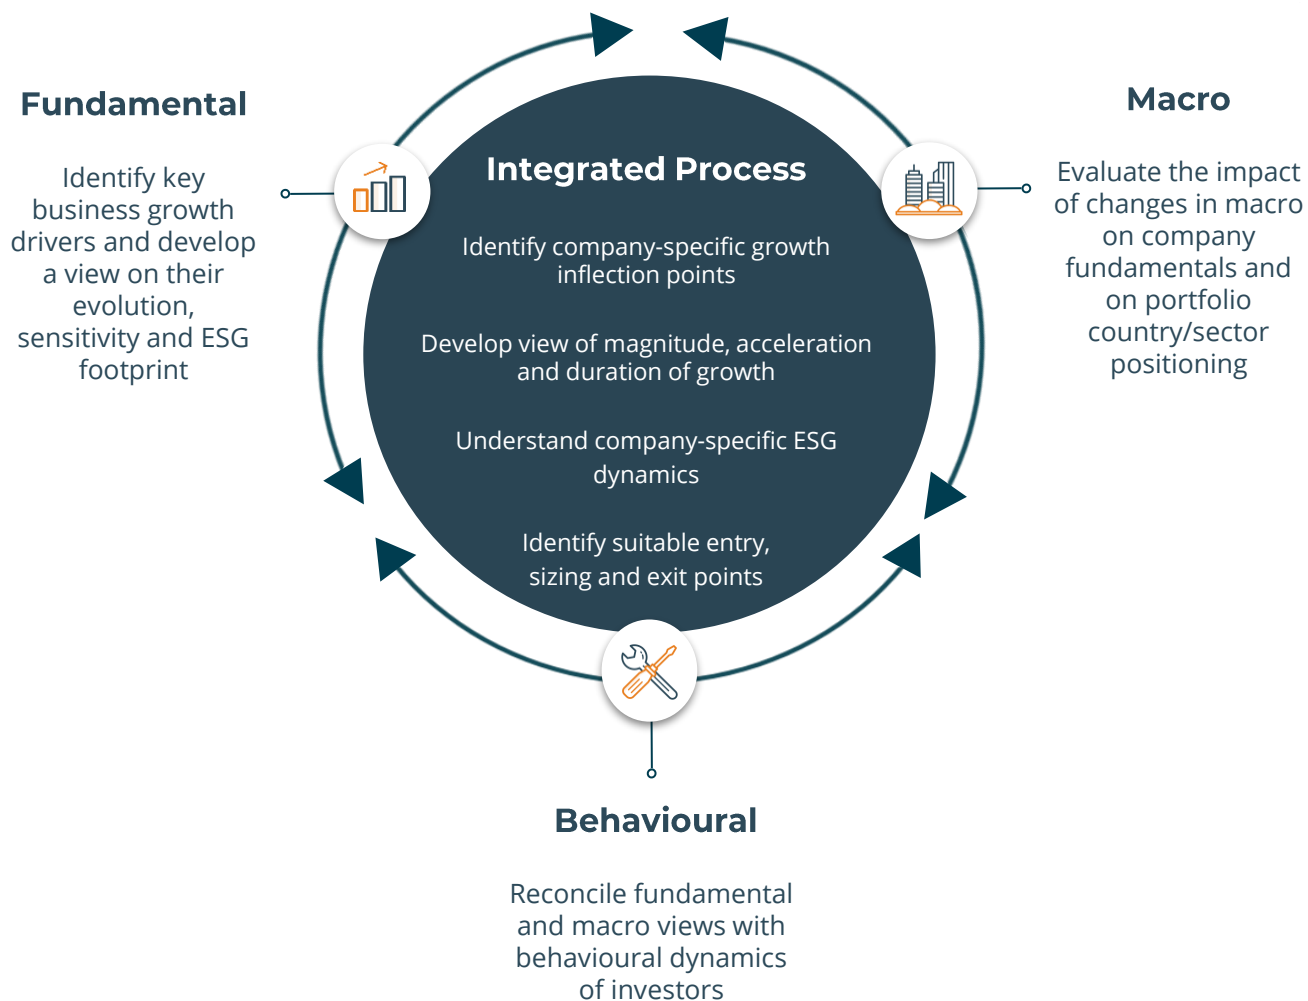 Fundamental
Identify key
business growth
drivers and develop
a view on their
evolution,
sensitivity and ESG
footprint
Integrated Process
Identify company-specific growth
inflection points
Develop view of magnitude, acceleration
and duration of growth
Understand company-specific ESG
dynamics
Identify suitable entry,
sizing and exit points
Macro
Evaluate the impact
of changes in macro
on company
fundamentals and
on portfolio
country/sector
positioning
Behavioural
Reconcile fundamental
and macro views with
behavioural dynamics
of investors